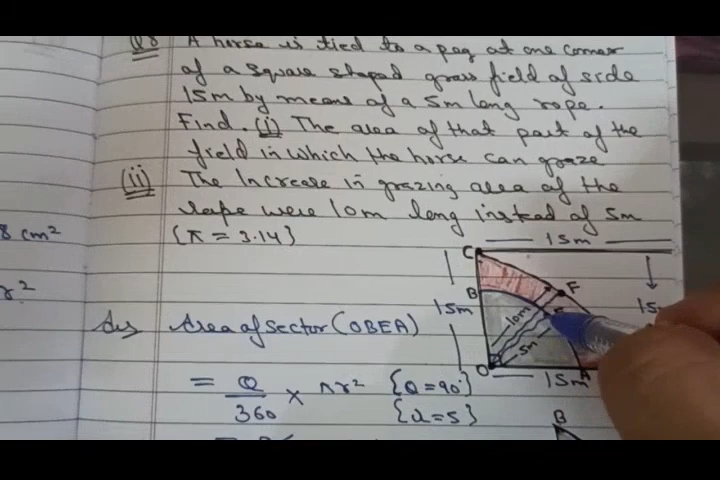 Q8 A horse is tied to a peg at one corner
of a square shaped grass field of side
15m by means of a 5m long rope.
Find. (i) The area of that part of the
field in which the horse can graze
(ii) The Increase in grazing area of the
rope were 10m long instead of 5m
{π = 3.14}
8 cm²
r²
15m
C
B
F
15m
15
10m
5m
O
15m
Ans Area of sector (OBEA)
= Q/360 × πr² {Q = 90°}
{r = 5}
B